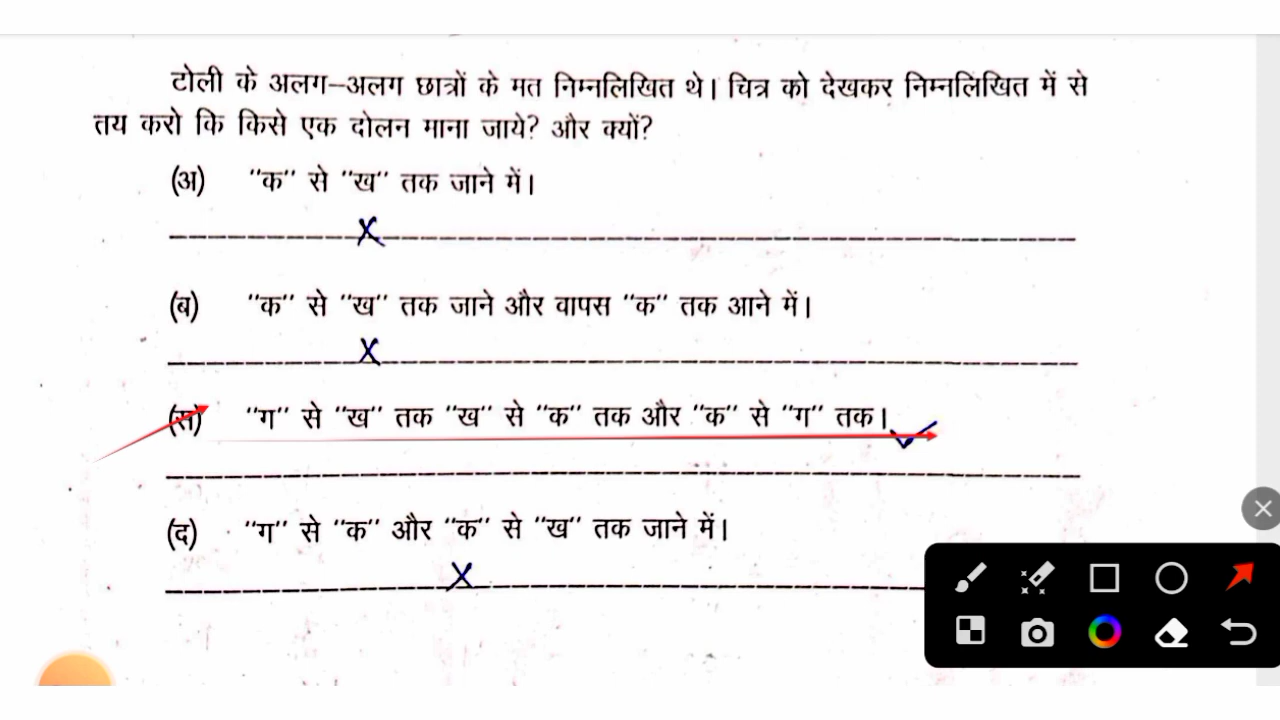 टोली के अलग–अलग छात्रों के मत निम्नलिखित थे। चित्र को देखकर निम्नलिखित में से
तय करो कि किसे एक दोलन माना जाये? और क्यों?
(अ) "क" से "ख" तक जाने में।
X
(ब) "क" से "ख" तक जाने और वापस "क" तक आने में।
X
(स) "ग" से "ख" तक "ख" से "क" तक और "क" से "ग" तक।
(द) "ग" से "क" और "क" से "ख" तक जाने में।
X